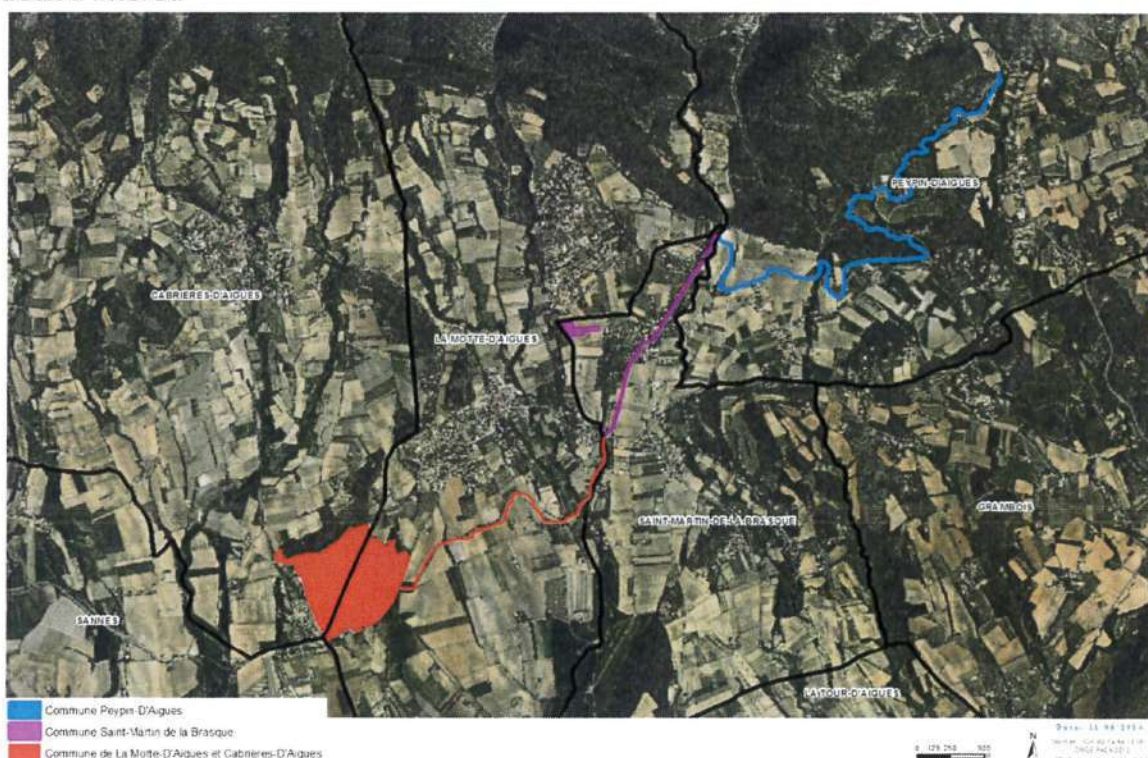 PEYPIN-D'AIGUES
CABRIERES-D'AIGUES
LA MOTTE-D'AIGUES
GRAMBOIS
SAINT-MARTIN-DE-LA-BRASQUE
SANNES
LA TOUR-D'AIGUES
Commune Peypin-D'Aigues
Commune Saint-Martin de la Brasque
Commune de La Motte-D'Aigues et Cabrières-D'Aigues
N